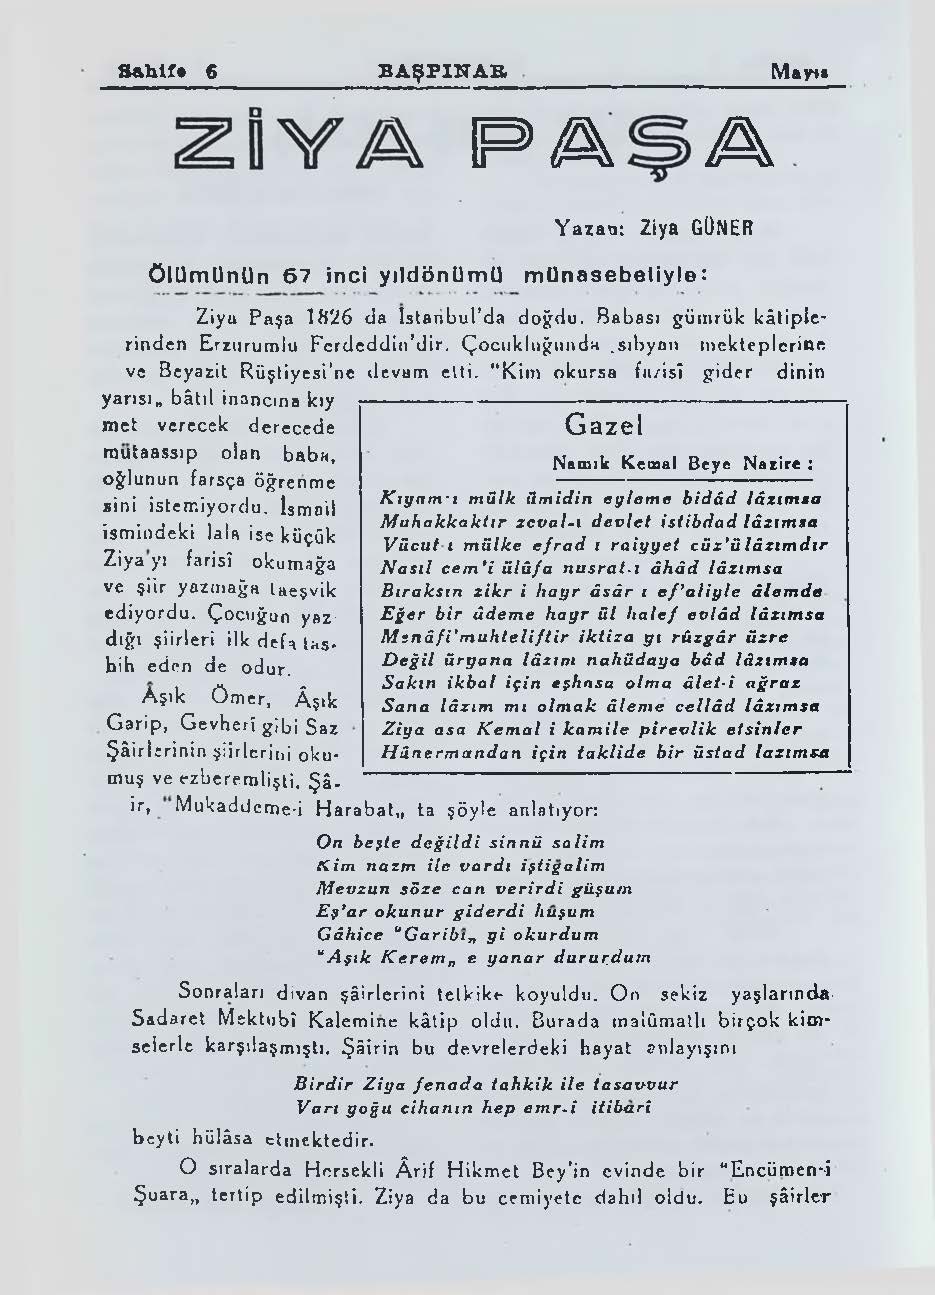 Sahife 6 BAŞPINAR Mayıs
ZİYA PAŞA
Yazan: Ziya GÜNER
Ölümünün 67 inci yıldönümü münasebetiyle:
Ziya Paşa 1826 da İstanbul'da doğdu. Babası gümrük kâtiple-
rinden Erzurumlu Ferdeddin'dir. Çocukluğunda sıbyan mekteplerine
ve Beyazit Rüştiyesi'ne devam etti. "Kim okursa farisî gider dinin
yarısı„ bâtıl inancına kıy
met verecek derecede
mütaassıp olan baba,
oğlunun farsça öğrenme
sini istemiyordu. İsmail
ismindeki lala ise küçük
Ziya'yı farisî okumağa
ve şiir yazmağa taeşvik
ediyordu. Çocuğun yaz
dığı şiirleri ilk defa tas-
hih eden de odur.
Âşık Ömer, Âşık
Garip, Gevherî gibi Saz
Şâirlerinin şiirlerini oku-
muş ve ezberemlişti. Şâ-
ir, "Mukaddeme-i Harabat„ ta şöyle anlatıyor:
Gazel
Namık Kemal Beye Nazire :
Kıyam-ı mülk ümidin eyleme bidâd lâzımsa
Muhakkaktır zeval-ı devlet istibdad lâzımsa
Vücut-ı mülke efrad ı raiyyet cüz'ü lâzımdır
Nasıl cem'i ülûfa nusrat-ı âhâd lâzımsa
Bıraksın zikr i hayr âsâr ı ef'aliyle âlemde
Eğer bir âdeme hayr ül halef evlâd lâzımsa
Menâfi'muhteliftir iktiza yı rûzgâr üzre
Değil üryana lâzım nahüdaya bâd lâzımsa
Sakın ikbal için eşhasa olma âlet-i ağraz
Sana lâzım mı olmak âleme cellâd lâzımsa
Ziya asa Kemal i kamile pirevlik etsinler
Hünermandan için taklide bir üstad lazımsa
On beşte değildi sinnü salim
Kim nazm ile vardı iştiğalim
Mevzun söze can verirdi güşum
Eş'ar okunur giderdi hûşum
Gâhice "Garibî„ yi okurdum
"Aşık Kerem„ e yanar dururdum
Sonraları divan şâirlerini tetkike koyuldu. On sekiz yaşlarında
Sadaret Mektubî Kalemine kâtip oldu. Burada malûmatlı birçok kim-
selerle karşılaşmıştı. Şâirin bu devrelerdeki hayat anlayışını
Birdir Ziya fenada tahkik ile tasavvur
Varı yoğu cihanın hep emr-i itibârî
beyti hülâsa etmektedir.
O sıralarda Hersekli Ârif Hikmet Bey'in evinde bir "Encümen-i
Şuara„ tertip edilmişti. Ziya da bu cemiyete dahil oldu. Bu şâirler